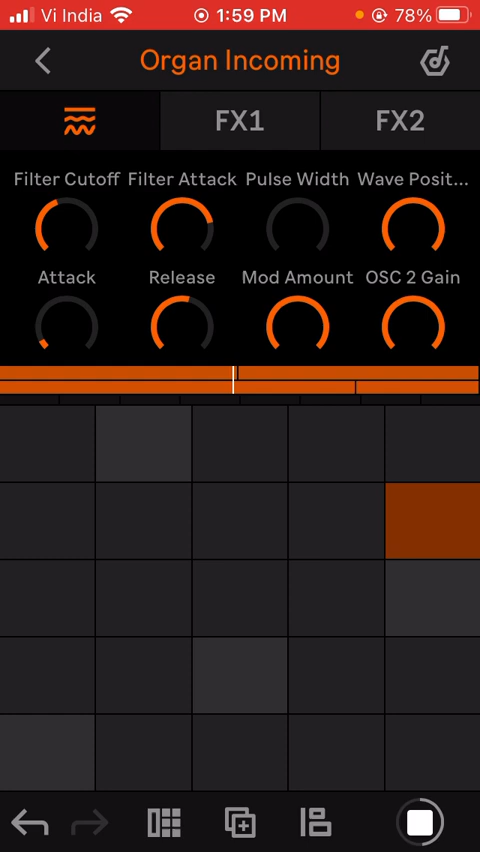 Vi India 1:59 PM 78%
Organ Incoming
FX1 FX2
Filter Cutoff Filter Attack Pulse Width Wave Posit...
Attack Release Mod Amount OSC 2 Gain